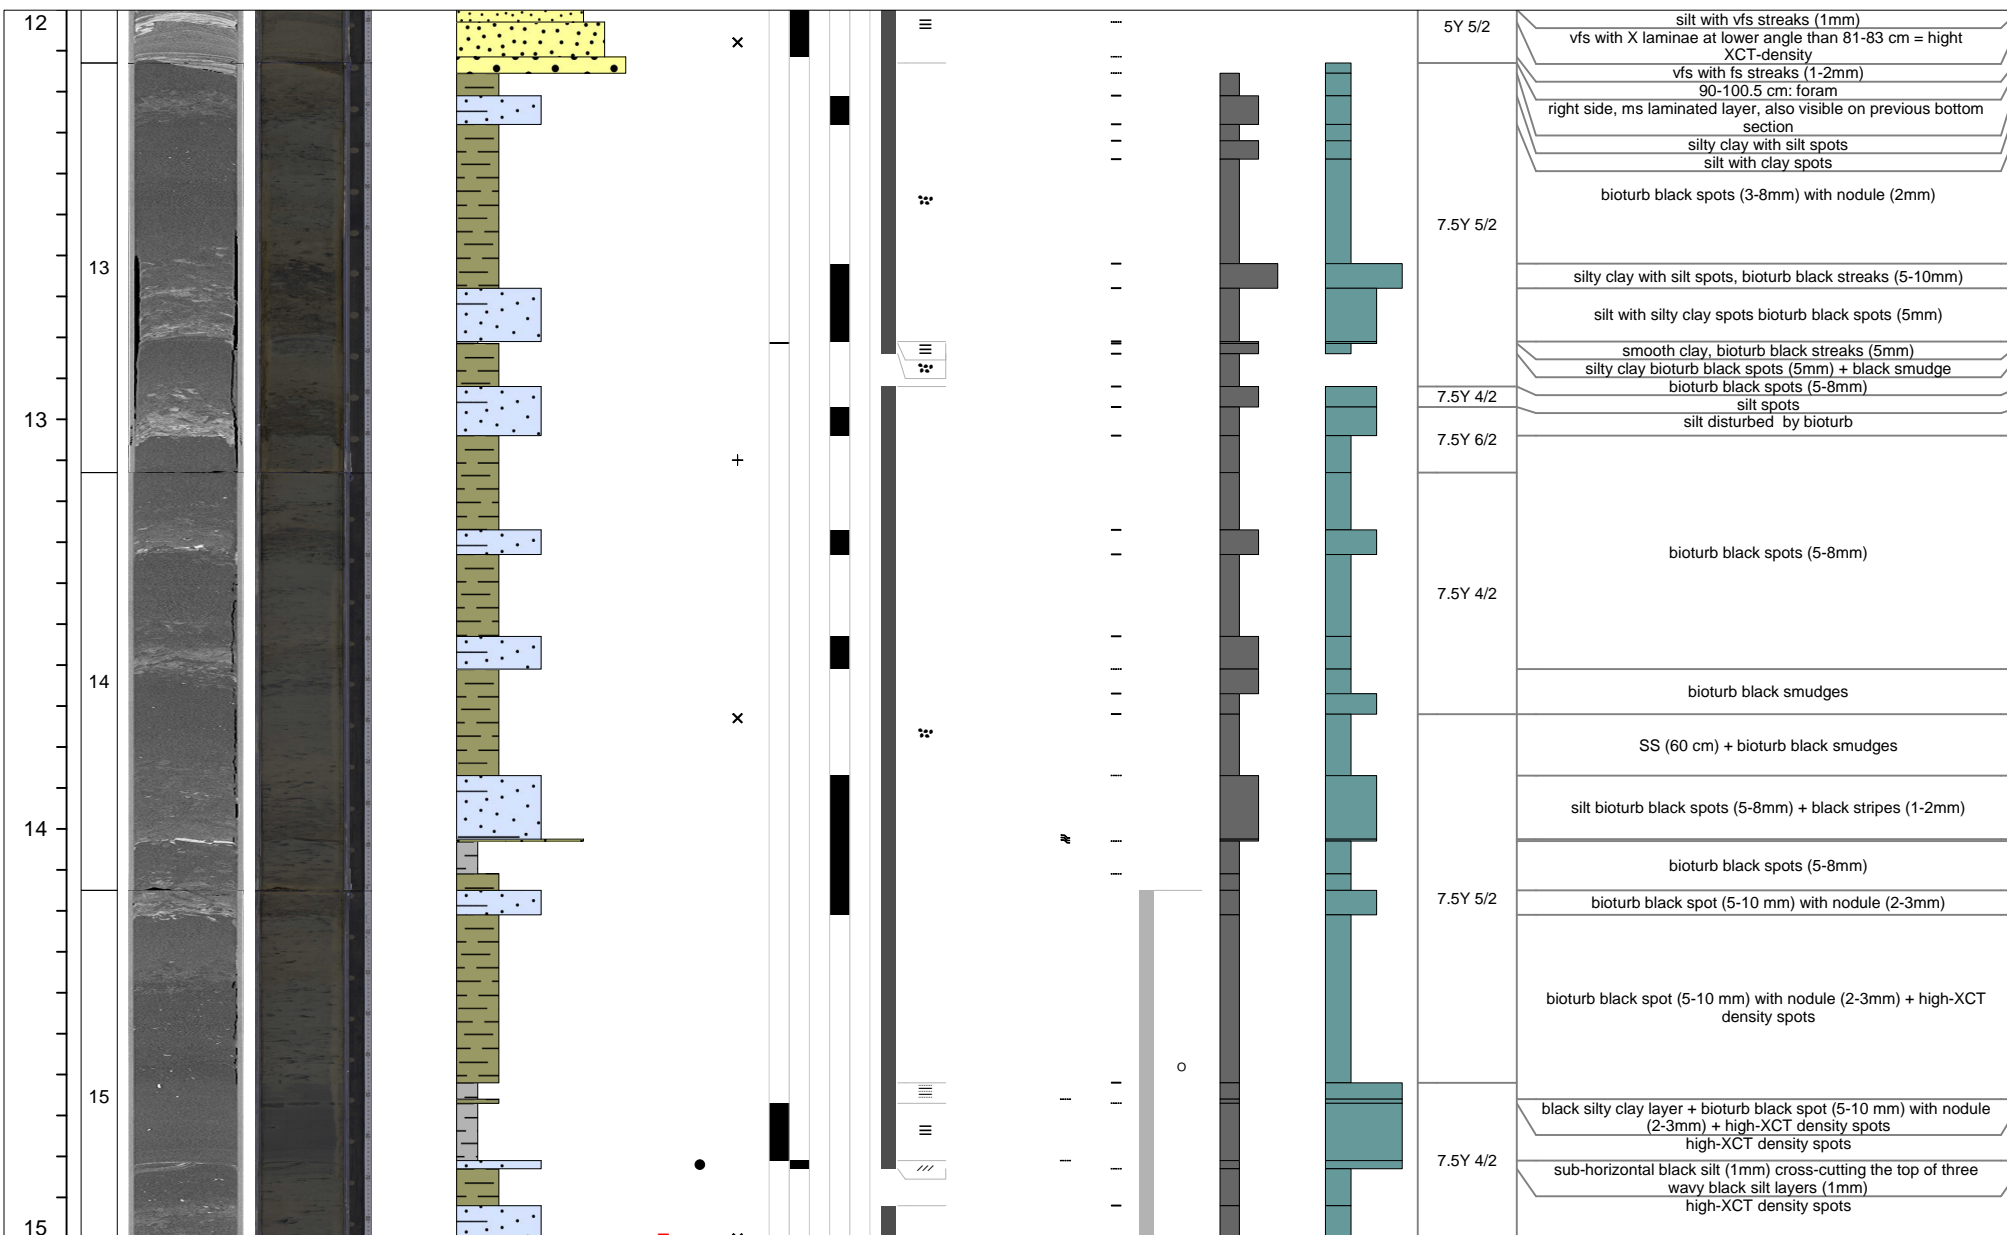 12
13
14
15
13
14
15
5Y 5/2
7.5Y 5/2
7.5Y 4/2
7.5Y 6/2
7.5Y 4/2
7.5Y 5/2
7.5Y 4/2
silt with vfs streaks (1mm)
vfs with X laminae at lower angle than 81-83 cm = hight
XCT-density
vfs with fs streaks (1-2mm)
90-100.5 cm: foram
right side, ms laminated layer, also visible on previous bottom
section
silty clay with silt spots
silt with clay spots
bioturb black spots (3-8mm) with nodule (2mm)
silty clay with silt spots, bioturb black streaks (5-10mm)
silt with silty clay spots bioturb black spots (5mm)
smooth clay, bioturb black streaks (5mm)
silty clay bioturb black spots (5mm) + black smudge
bioturb black spots (5-8mm)
silt spots
silt disturbed by bioturb
bioturb black spots (5-8mm)
bioturb black smudges
SS (60 cm) + bioturb black smudges
silt bioturb black spots (5-8mm) + black stripes (1-2mm)
bioturb black spots (5-8mm)
bioturb black spot (5-10 mm) with nodule (2-3mm)
bioturb black spot (5-10 mm) with nodule (2-3mm) + high-XCT
density spots
black silty clay layer + bioturb black spot (5-10 mm) with nodule
(2-3mm) + high-XCT density spots
high-XCT density spots
sub-horizontal black silt (1mm) cross-cutting the top of three
wavy black silt layers (1mm)
high-XCT density spots